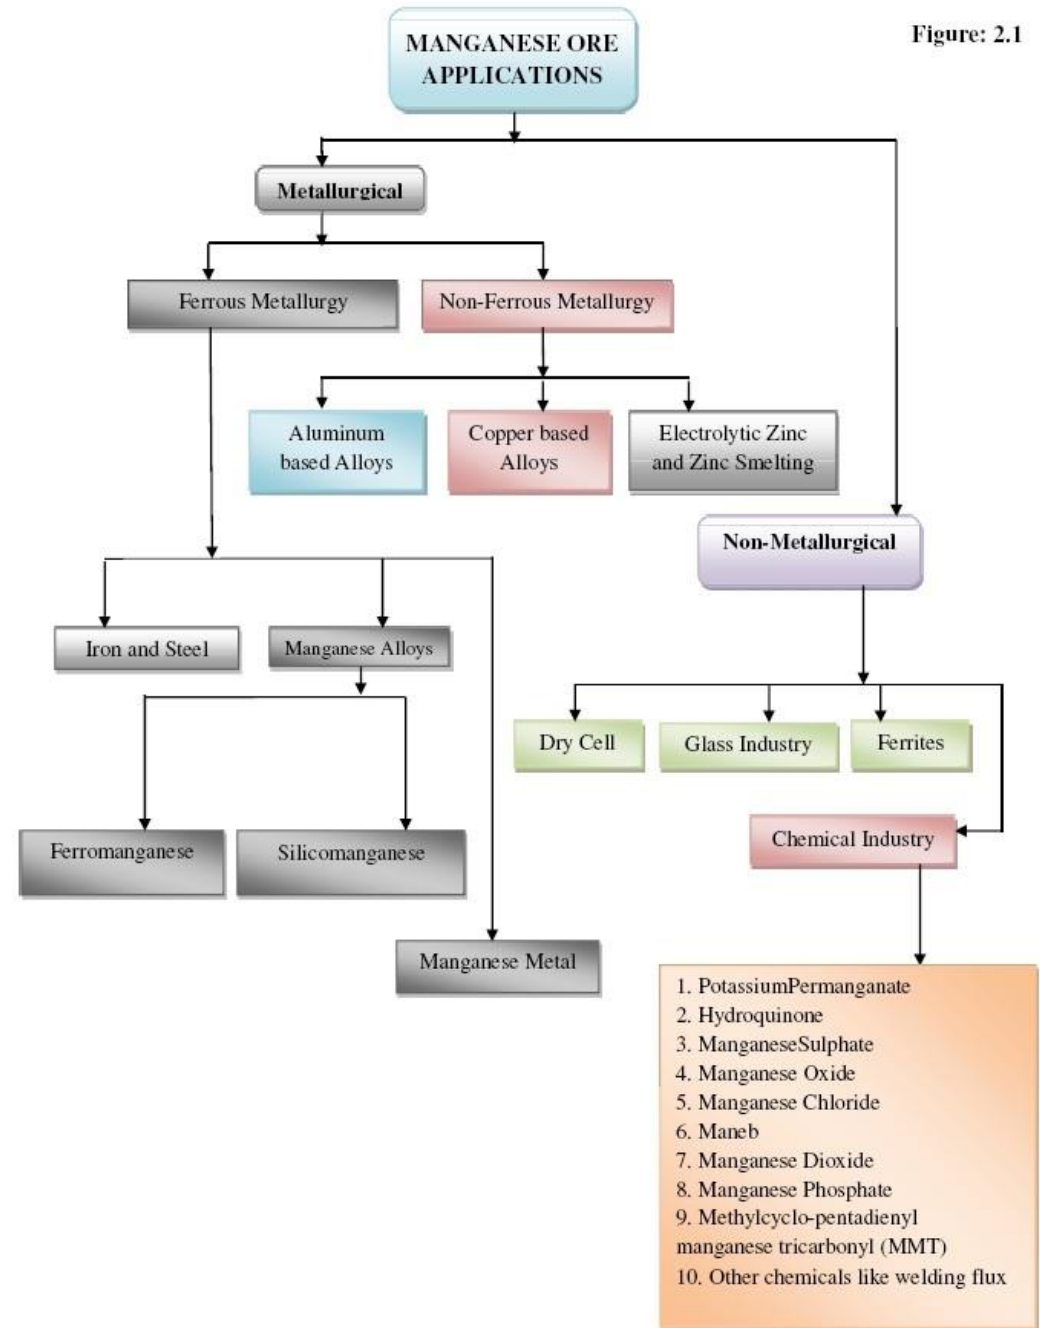 Figure: 2.1
MANGANESE ORE
APPLICATIONS
Metallurgical
Ferrous Metallurgy
Non-Ferrous Metallurgy
Aluminum
based Alloys
Copper based
Alloys
Electrolytic Zinc
and Zinc Smelting
Non-Metallurgical
Iron and Steel
Manganese Alloys
Dry Cell
Glass Industry
Ferrites
Ferromanganese
Silicomanganese
Chemical Industry
Manganese Metal
1. PotassiumPermanganate
2. Hydroquinone
3. ManganeseSulphate
4. Manganese Oxide
5. Manganese Chloride
6. Maneb
7. Manganese Dioxide
8. Manganese Phosphate
9. Methylcyclo-pentadienyl
manganese tricarbonyl (MMT)
10. Other chemicals like welding flux